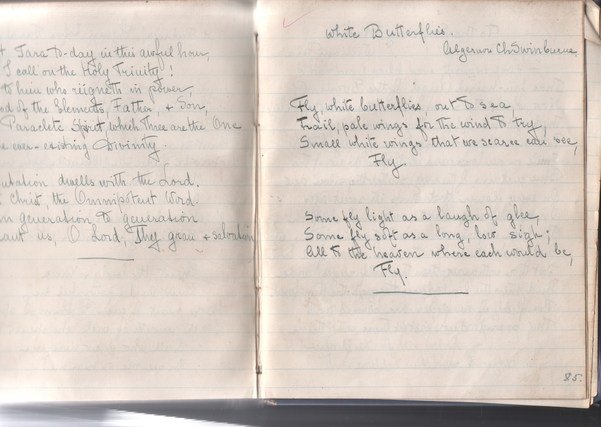 Tara to-day in this awful hour,
I call on the Holy Trinity!
to him who reigneth in power,
of the Elements, Father, & Son,
Paraclete Spirit, which Three are the One
ever-existing Divinity.
dwells with the Lord.
Christ, the Omnipotent Word.
generation to generation
us, O Lord, Thy grace & salvation
White Butterflies.
Algernon Ch Swinburne
Fly, white butterflies, out to sea
Frail, pale wings for the wind to try,
Small white wings that we scarce can see,
Fly.
Some fly light as a laugh of glee,
Some fly soft as a long, low sigh;
All to the heaven where each would be,
Fly.
85.